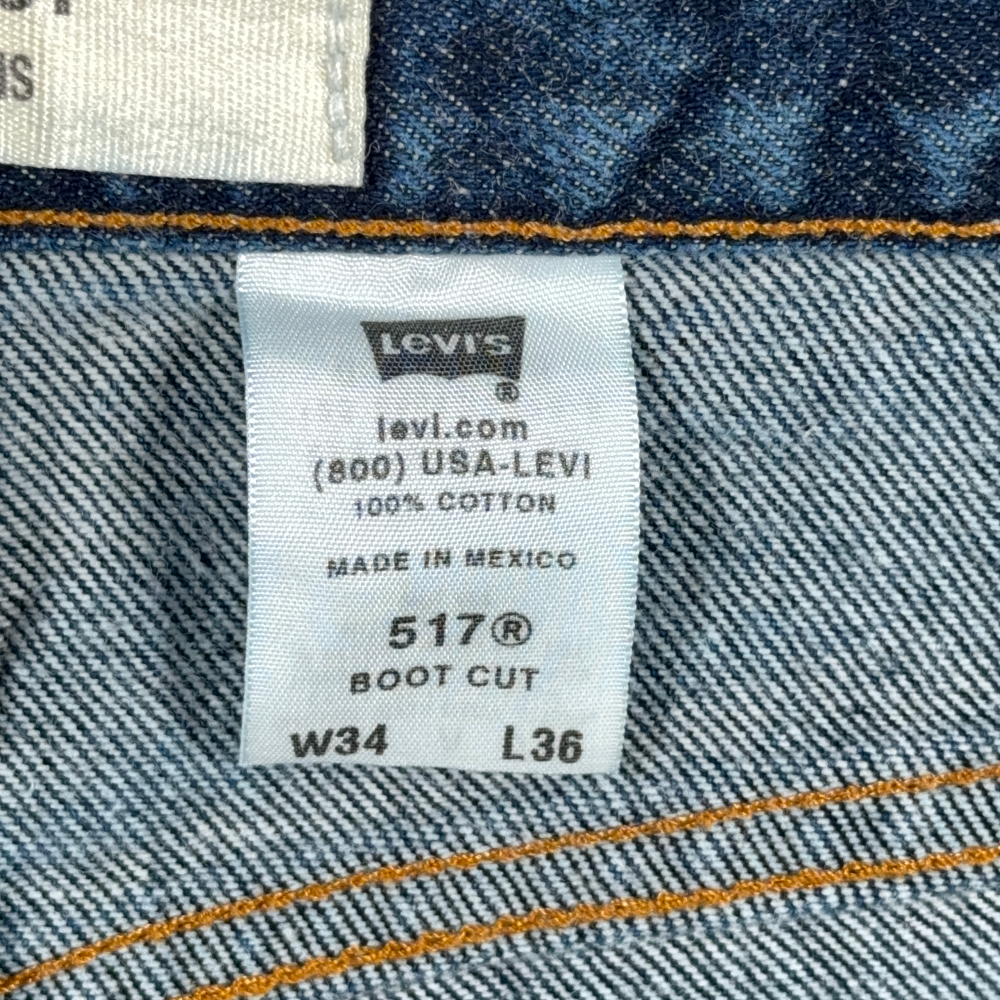 LEVI'S
®
levi.com
(800) USA-LEVI
100% COTTON
MADE IN MEXICO
517®
BOOT CUT
W34 L36